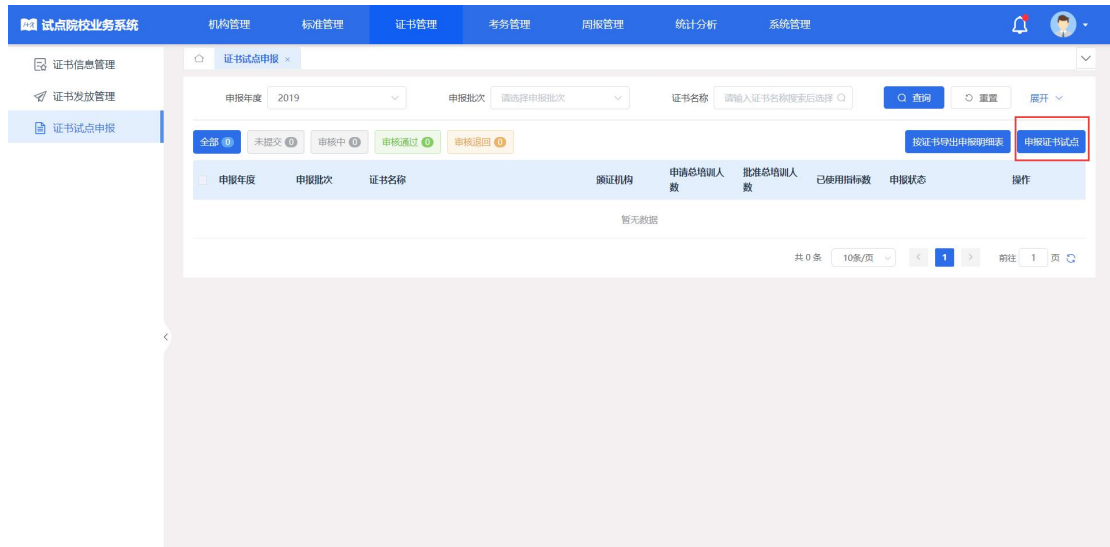 试点院校业务系统 机构管理 标准管理 证书管理 考务管理 周报管理 统计分析 系统管理
证书信息管理
证书发放管理
证书试点申报
证书试点申报 ×
申报年度 2019 申报批次 请选择申报批次 证书名称 请输入证书名称搜索后选择 查询 重置 展开
全部 0 未提交 0 审核中 0 审核通过 0 审核退回 0 按证书导出申报明细表 申报证书试点
申报年度 申报批次 证书名称 颁证机构 申请总培训人数 批准总培训人数 已使用指标数 申报状态 操作
暂无数据
共 0 条 10条/页 < 1 > 前往 1 页